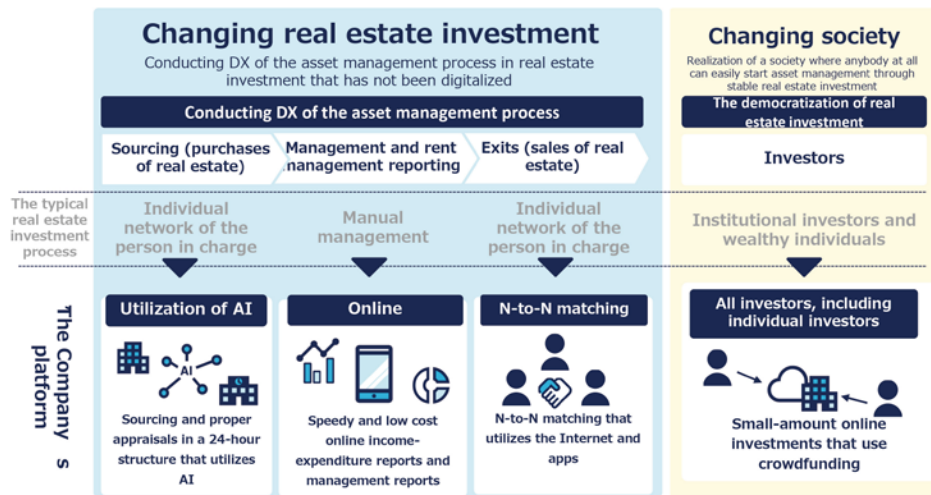 Changing real estate investment
Conducting DX of the asset management process in real estate
investment that has not been digitalized
Conducting DX of the asset management process
Sourcing (purchases
of real estate)
Management and rent
management reporting
Exits (sales of real
estate)
Changing society
Realization of a society where anybody at all
can easily start asset management through
stable real estate investment
The democratization of real
estate investment
Investors
The typical
real estate
investment
process
Individual
network of the
person in charge
Manual
management
Individual
network of the
person in charge
Institutional investors and
wealthy individuals
The Company s
platform
Utilization of AI
AI
Sourcing and proper
appraisals in a 24-hour
structure that utilizes
AI
Online
Speedy and low cost
online income-
expenditure reports and
management reports
N-to-N matching
N-to-N matching that
utilizes the Internet and
apps
All investors, including
individual investors
Small-amount online
investments that use
crowdfunding